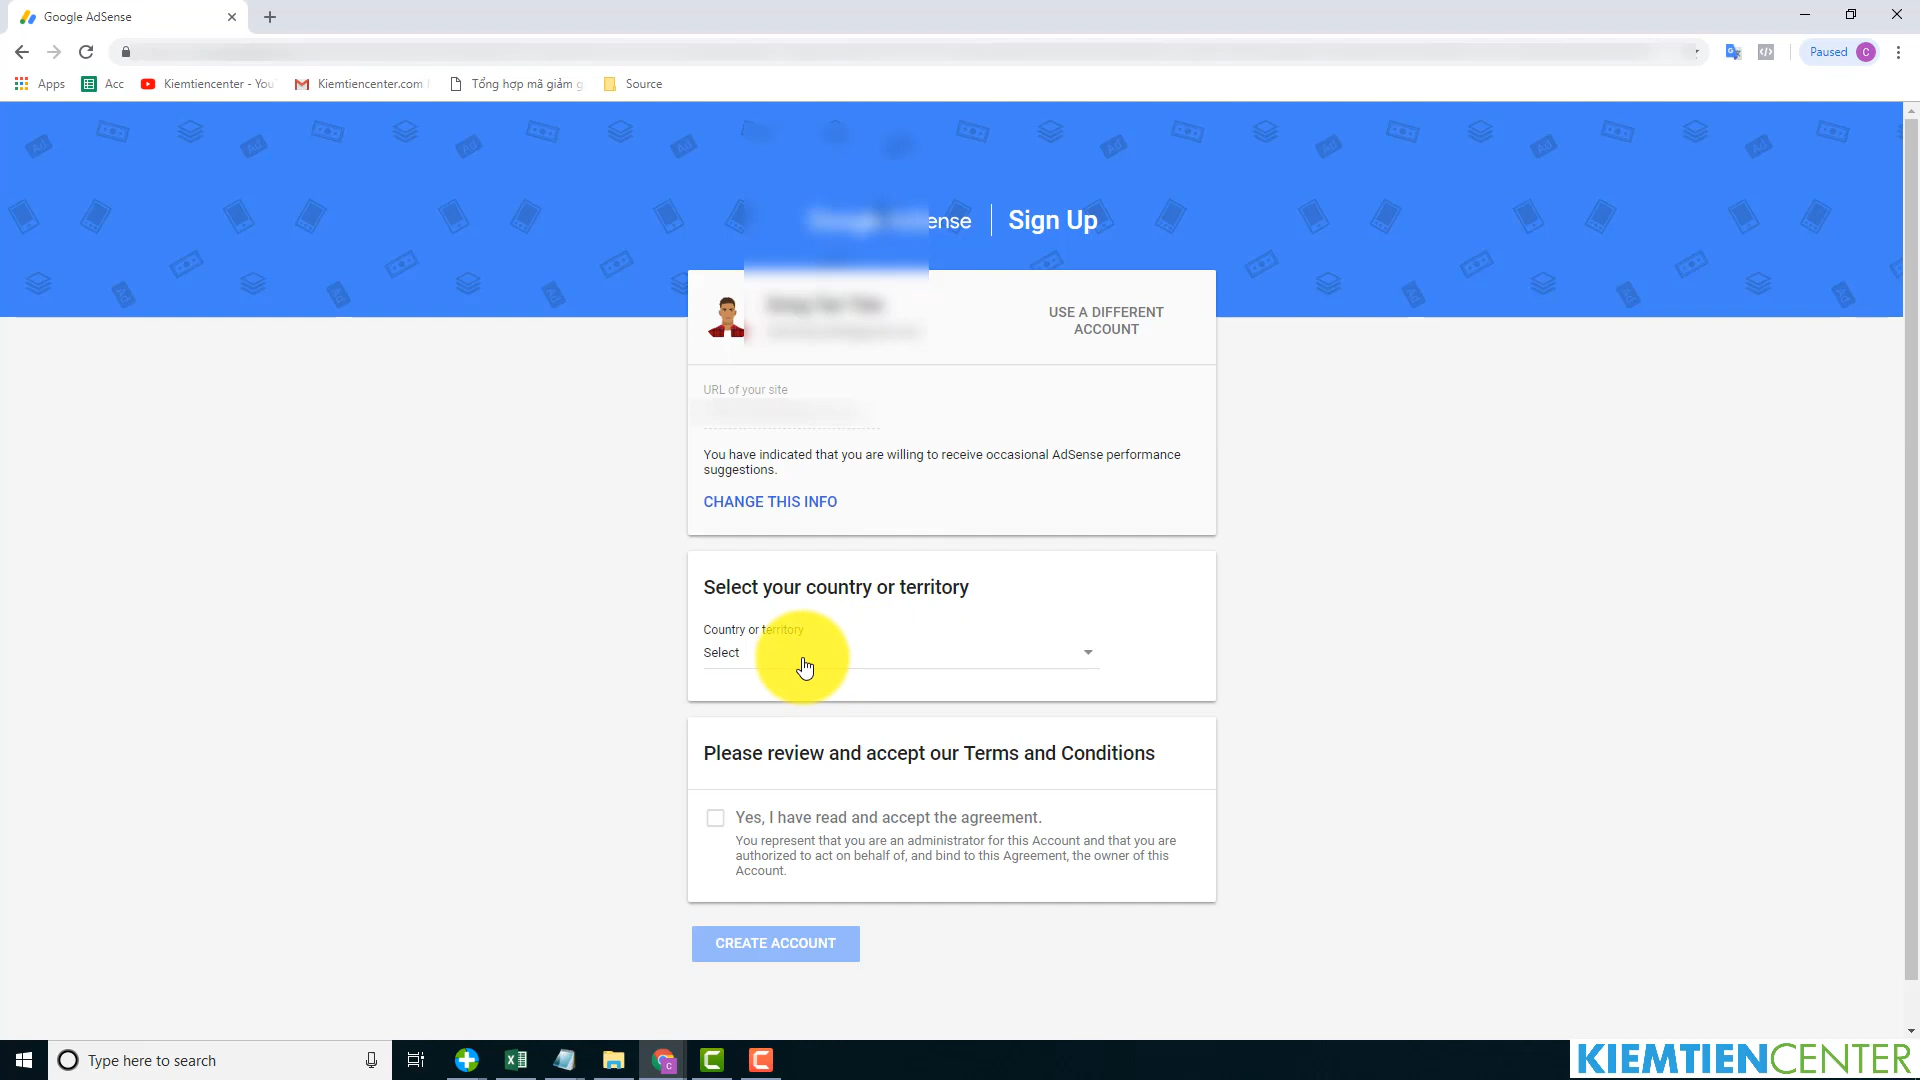 Google AdSense
Paused
C
Apps
Acc
Kiemtiencenter - You
Kiemtiencenter.com
Tổng hợp mã giảm g
Source
ense
Sign Up
USE A DIFFERENT
ACCOUNT
URL of your site
You have indicated that you are willing to receive occasional AdSense performance
suggestions.
CHANGE THIS INFO
Select your country or territory
Country or territory
Select
Please review and accept our Terms and Conditions
Yes, I have read and accept the agreement.
You represent that you are an administrator for this Account and that you are
authorized to act on behalf of, and bind to this Agreement, the owner of this
Account.
CREATE ACCOUNT
Type here to search
KIEMTIENCENTER